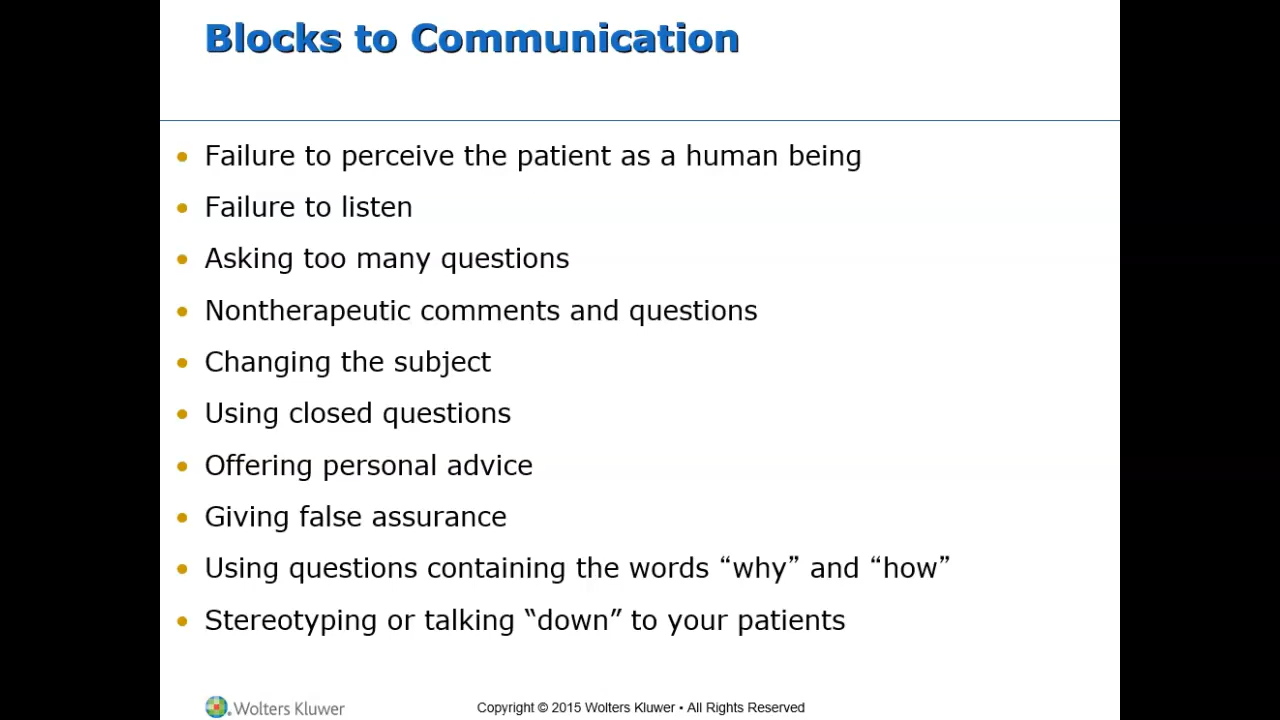 Blocks to Communication
• Failure to perceive the patient as a human being
• Failure to listen
• Asking too many questions
• Nontherapeutic comments and questions
• Changing the subject
• Using closed questions
• Offering personal advice
• Giving false assurance
• Using questions containing the words “why” and “how”
• Stereotyping or talking “down” to your patients
Wolters Kluwer
Copyright © 2015 Wolters Kluwer • All Rights Reserved